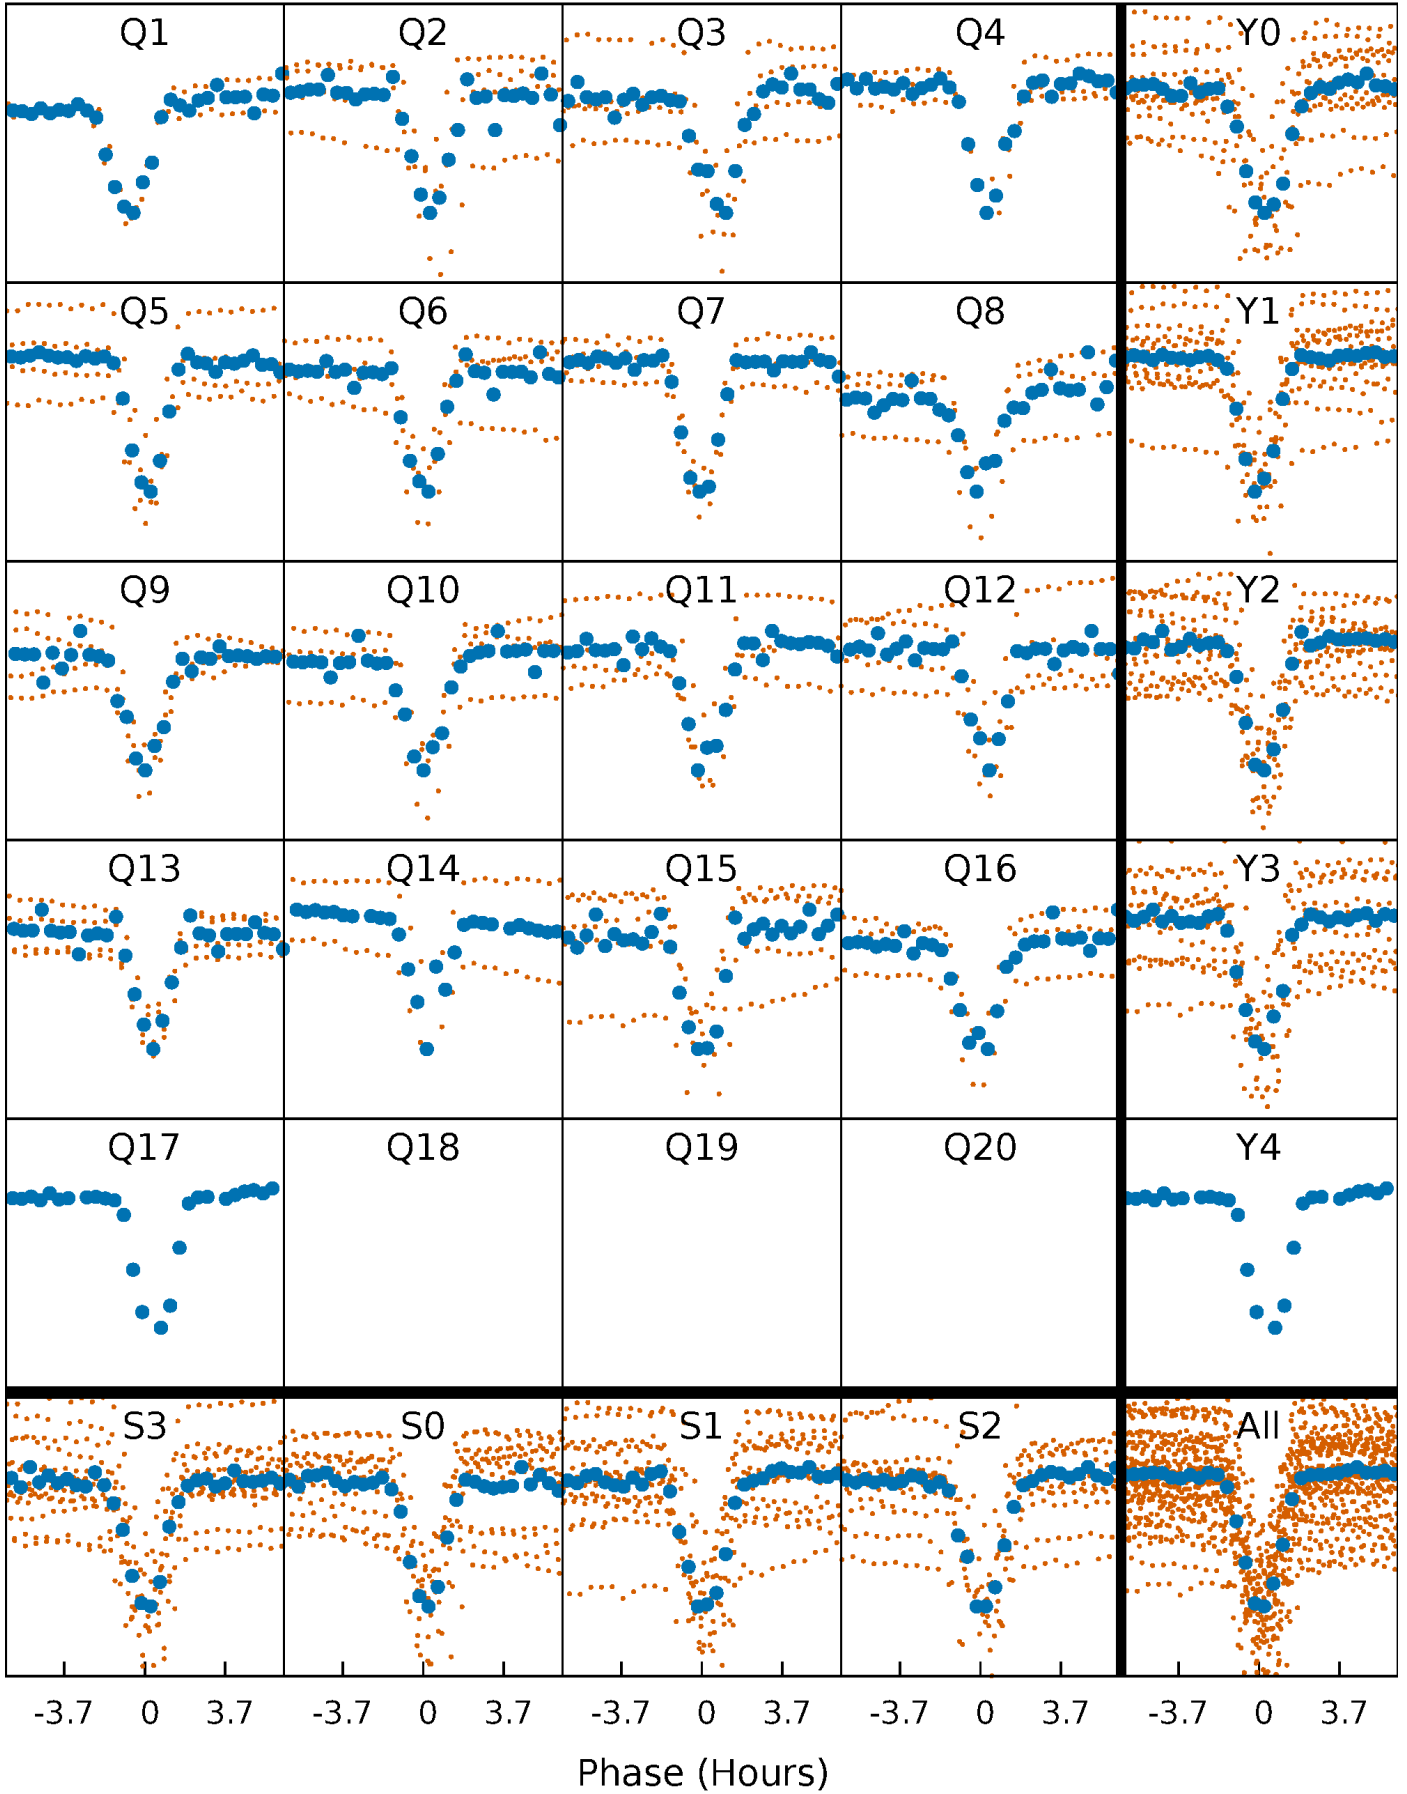 Q1 Q2 Q3 Q4 Y0
Q5 Q6 Q7 Q8 Y1
Q9 Q10 Q11 Q12 Y2
Q13 Q14 Q15 Q16 Y3
Q17 Q18 Q19 Q20 Y4
S3 S0 S1 S2 All
-3.7 0 3.7 -3.7 0 3.7 -3.7 0 3.7 -3.7 0 3.7 -3.7 0 3.7
Phase (Hours)